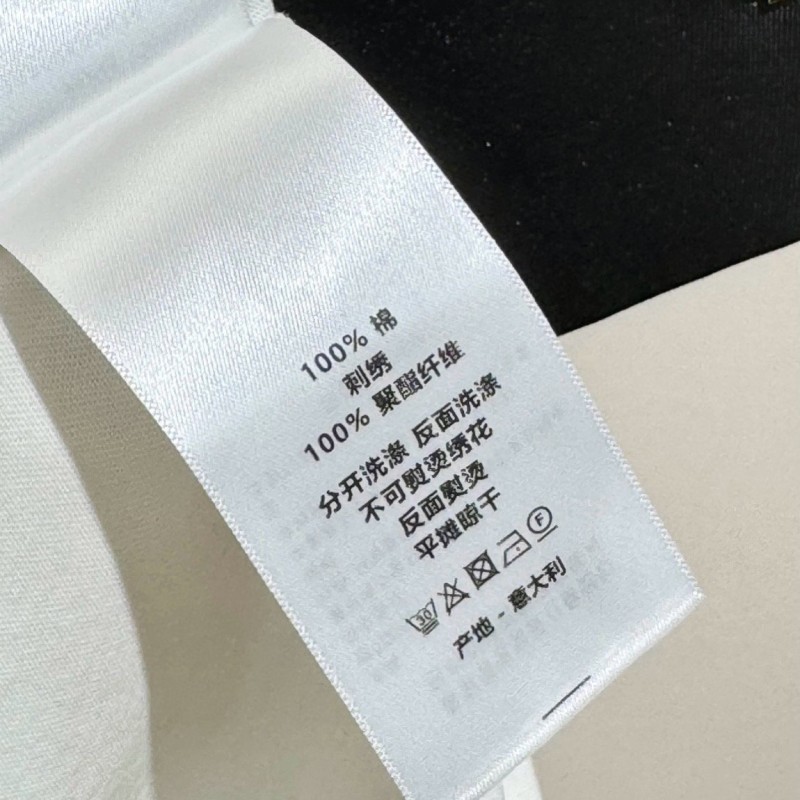 100% 棉
刺绣
100% 聚酯纤维
分开洗涤 反面洗涤
不可熨烫绣花
反面熨烫
平摊晾干
30 F
产地 - 意大利